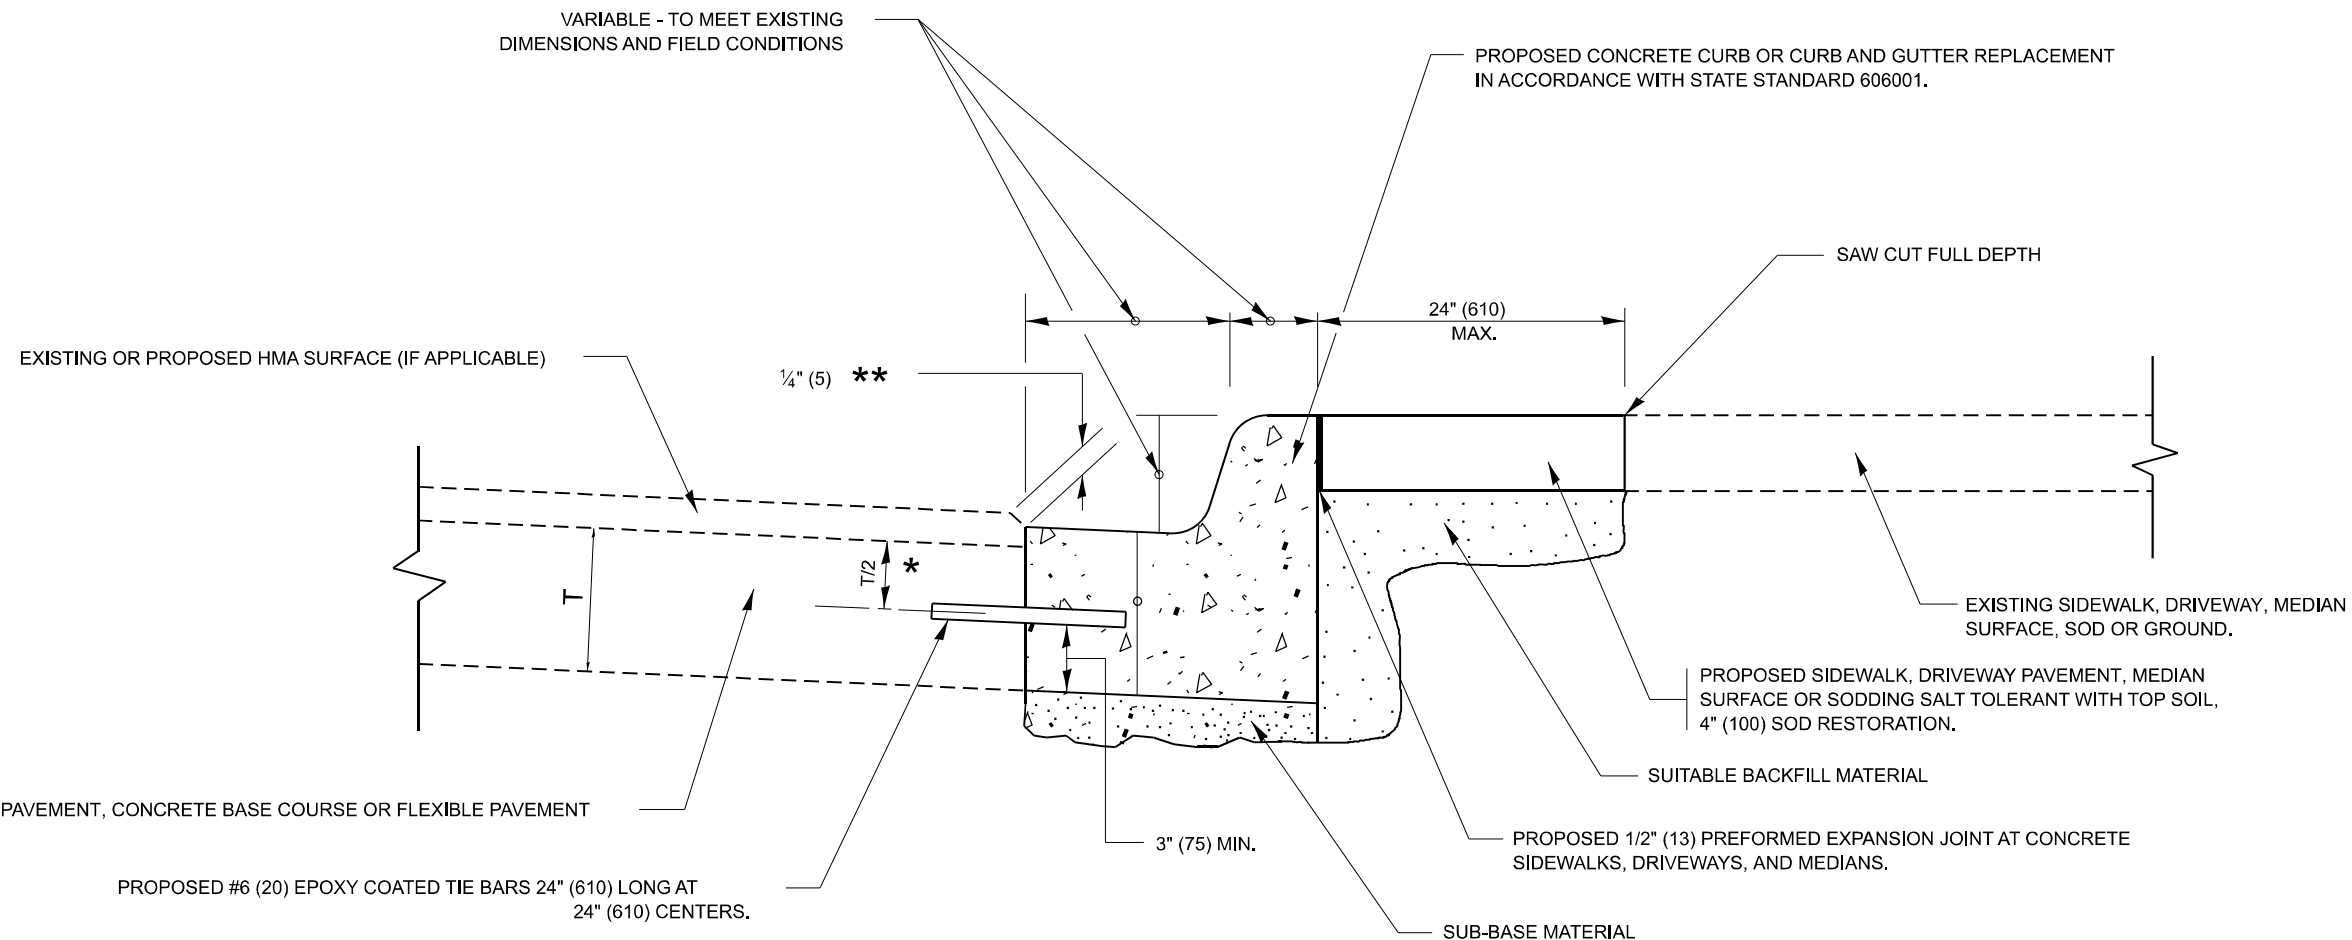 VARIABLE - TO MEET EXISTING
DIMENSIONS AND FIELD CONDITIONS
PROPOSED CONCRETE CURB OR CURB AND GUTTER REPLACEMENT
IN ACCORDANCE WITH STATE STANDARD 606001.
SAW CUT FULL DEPTH
24" (610)
MAX.
EXISTING OR PROPOSED HMA SURFACE (IF APPLICABLE)
¼" (5) **
T/2 *
T
EXISTING SIDEWALK, DRIVEWAY, MEDIAN
SURFACE, SOD OR GROUND.
PROPOSED SIDEWALK, DRIVEWAY PAVEMENT, MEDIAN
SURFACE OR SODDING SALT TOLERANT WITH TOP SOIL,
4" (100) SOD RESTORATION.
SUITABLE BACKFILL MATERIAL
PAVEMENT, CONCRETE BASE COURSE OR FLEXIBLE PAVEMENT
3" (75) MIN.
PROPOSED 1/2" (13) PREFORMED EXPANSION JOINT AT CONCRETE
SIDEWALKS, DRIVEWAYS, AND MEDIANS.
PROPOSED #6 (20) EPOXY COATED TIE BARS 24" (610) LONG AT
24" (610) CENTERS.
SUB-BASE MATERIAL